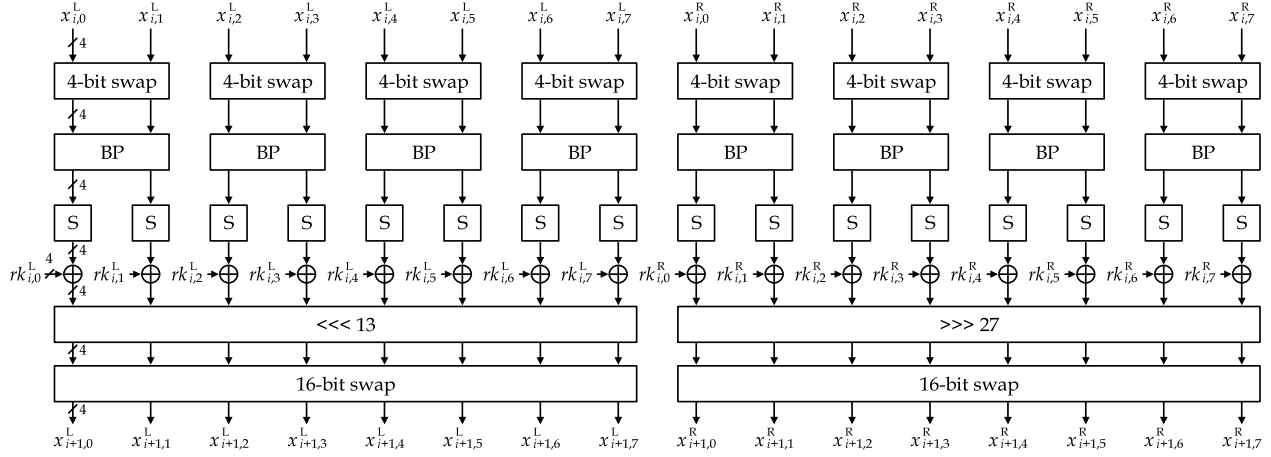 x^L_{i,0} x^L_{i,1} x^L_{i,2} x^L_{i,3} x^L_{i,4} x^L_{i,5} x^L_{i,6} x^L_{i,7} x^R_{i,0} x^R_{i,1} x^R_{i,2} x^R_{i,3} x^R_{i,4} x^R_{i,5} x^R_{i,6} x^R_{i,7}
4
4-bit swap 4-bit swap 4-bit swap 4-bit swap 4-bit swap 4-bit swap 4-bit swap 4-bit swap
4
BP BP BP BP BP BP BP BP
4
S S S S S S S S S S S S S S S S
4
4
rk^L_{i,0} rk^L_{i,1} rk^L_{i,2} rk^L_{i,3} rk^L_{i,4} rk^L_{i,5} rk^L_{i,6} rk^L_{i,7} rk^R_{i,0} rk^R_{i,1} rk^R_{i,2} rk^R_{i,3} rk^R_{i,4} rk^R_{i,5} rk^R_{i,6} rk^R_{i,7}
4
<<< 13 >>> 27
4
16-bit swap 16-bit swap
4
x^L_{i+1,0} x^L_{i+1,1} x^L_{i+1,2} x^L_{i+1,3} x^L_{i+1,4} x^L_{i+1,5} x^L_{i+1,6} x^L_{i+1,7} x^R_{i+1,0} x^R_{i+1,1} x^R_{i+1,2} x^R_{i+1,3} x^R_{i+1,4} x^R_{i+1,5} x^R_{i+1,6} x^R_{i+1,7}